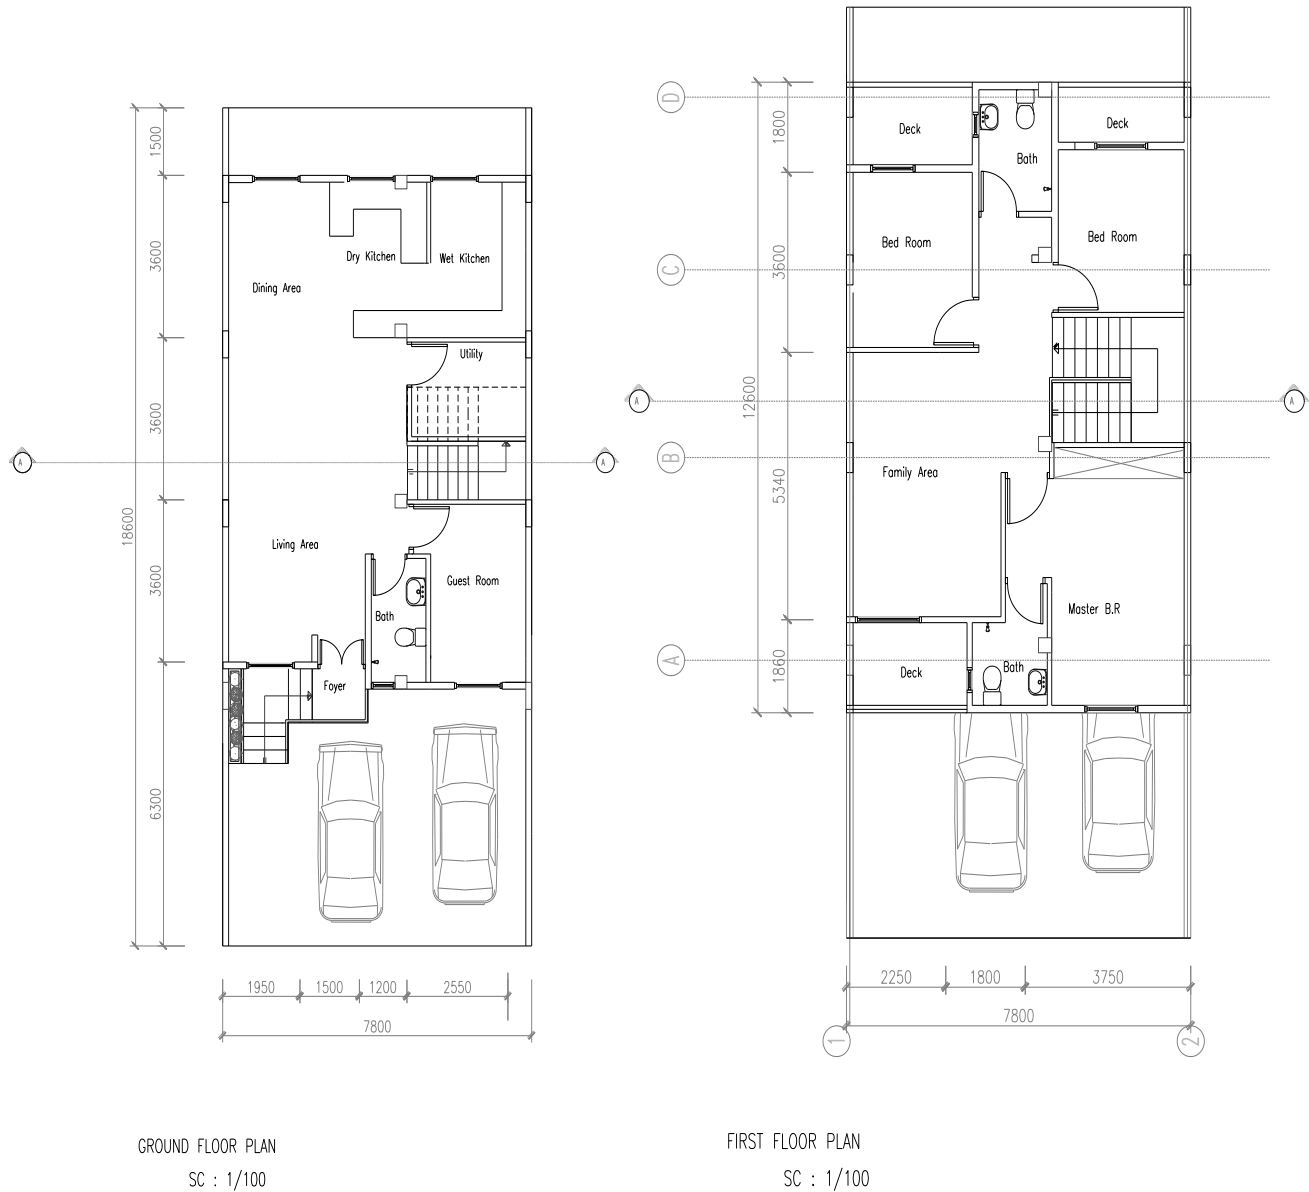 1500
3600
3600
3600
6300
18600
Dry Kitchen
Wet Kitchen
Dining Area
Utility
A
A
Living Area
Guest Room
Bath
Foyer
1950
1500
1200
2550
7800
GROUND FLOOR PLAN
SC : 1/100
D
C
B
A
1800
3600
5340
1860
12600
Deck
Deck
Bath
Bed Room
Bed Room
A
A
Family Area
Master B.R
Bath
Deck
2250
1800
3750
7800
1
2
FIRST FLOOR PLAN
SC : 1/100